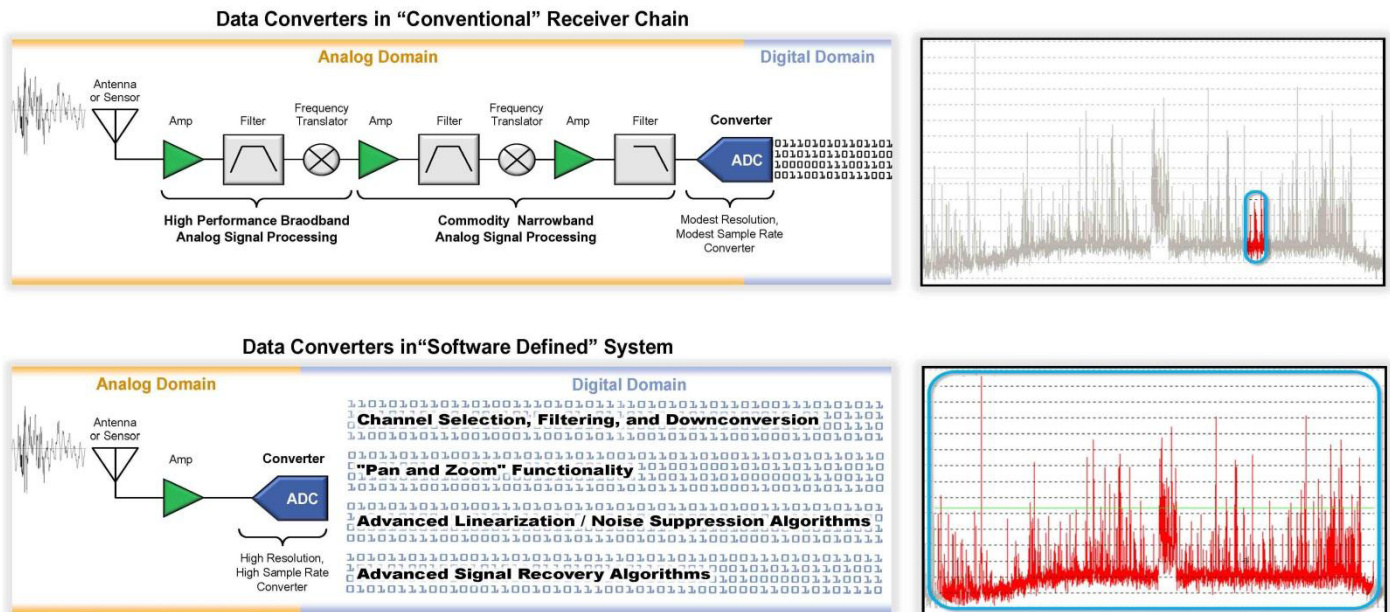 Data Converters in “Conventional” Receiver Chain
Analog Domain
Digital Domain
Antenna
or Sensor
Amp
Filter
Frequency
Translator
Amp
Filter
Frequency
Translator
Amp
Filter
Converter
ADC
High Performance Braodband
Analog Signal Processing
Commodity Narrowband
Analog Signal Processing
Modest Resolution,
Modest Sample Rate
Converter
Data Converters in“Software Defined” System
Analog Domain
Digital Domain
Antenna
or Sensor
Amp
Converter
ADC
High Resolution,
High Sample Rate
Converter
Channel Selection, Filtering, and Downconversion
"Pan and Zoom" Functionality
Advanced Linearization / Noise Suppression Algorithms
Advanced Signal Recovery Algorithms